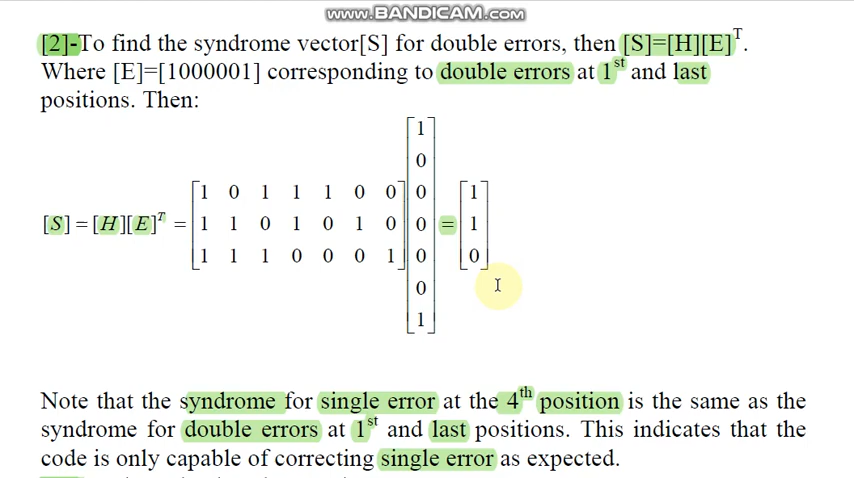 www.BANDICAM.com
[2]-To find the syndrome vector[S] for double errors, then [S]=[H][E]ᵀ.
Where [E]=[1000001] corresponding to double errors at 1ˢᵗ and last
positions. Then:
[S] = [H][E]ᵀ = [1 0 1 1 1 0 0; 1 1 0 1 0 1 0; 1 1 1 0 0 0 1] [1; 0; 0; 0; 0; 0; 1] = [1; 1; 0]
Note that the syndrome for single error at the 4ᵗʰ position is the same as the
syndrome for double errors at 1ˢᵗ and last positions. This indicates that the
code is only capable of correcting single error as expected.